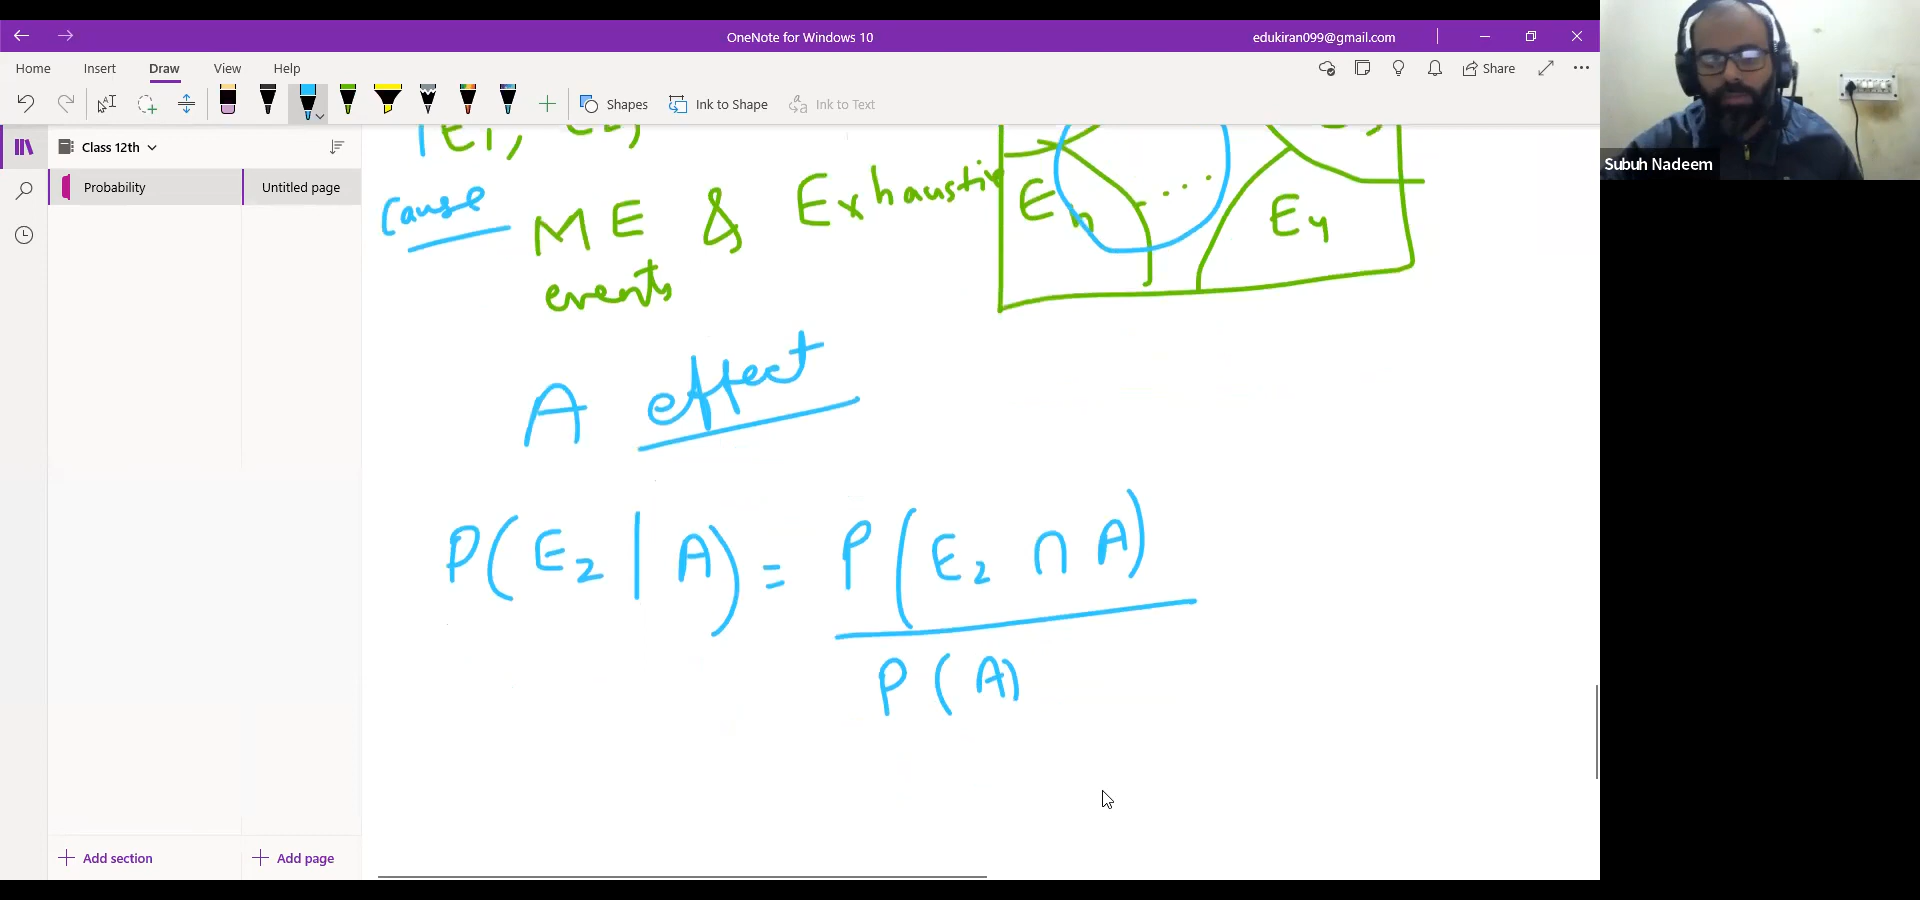 OneNote for Windows 10
edukiran099@gmail.com
Home Insert Draw View Help
Share
Shapes Ink to Shape Ink to Text
Class 12th
Probability
Untitled page
Subuh Nadeem
E1,
Cause
ME & Exhaustive
events
En
E4
A effect
P(E2 | A) = P(E2 ∩ A)
P(A)
Add section
Add page